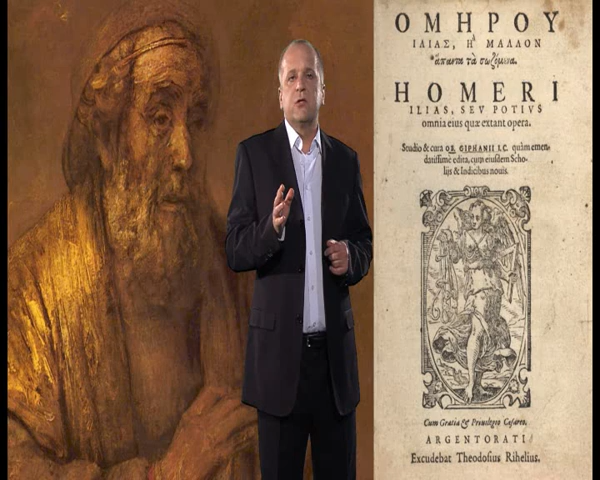 ΟΜΗΡΟΥ
ΙΛΙΑΣ, Η ΜΑΛΛΟΝ
ἅπαντα τὰ σωζόμενα.
HOMERI
ILIAS, SEV POTIVS
omnia eius quæ extant opera.
Studio & cura OB. GIPHANII I.C. quàm emen-
datissimè edita, cum eiusdem Scho-
lijs & Indicibus nouis.
Cum Gratia & Priuilegio Cæsareo.
ARGENTORATI
Excudebat Theodosius Rihelius.